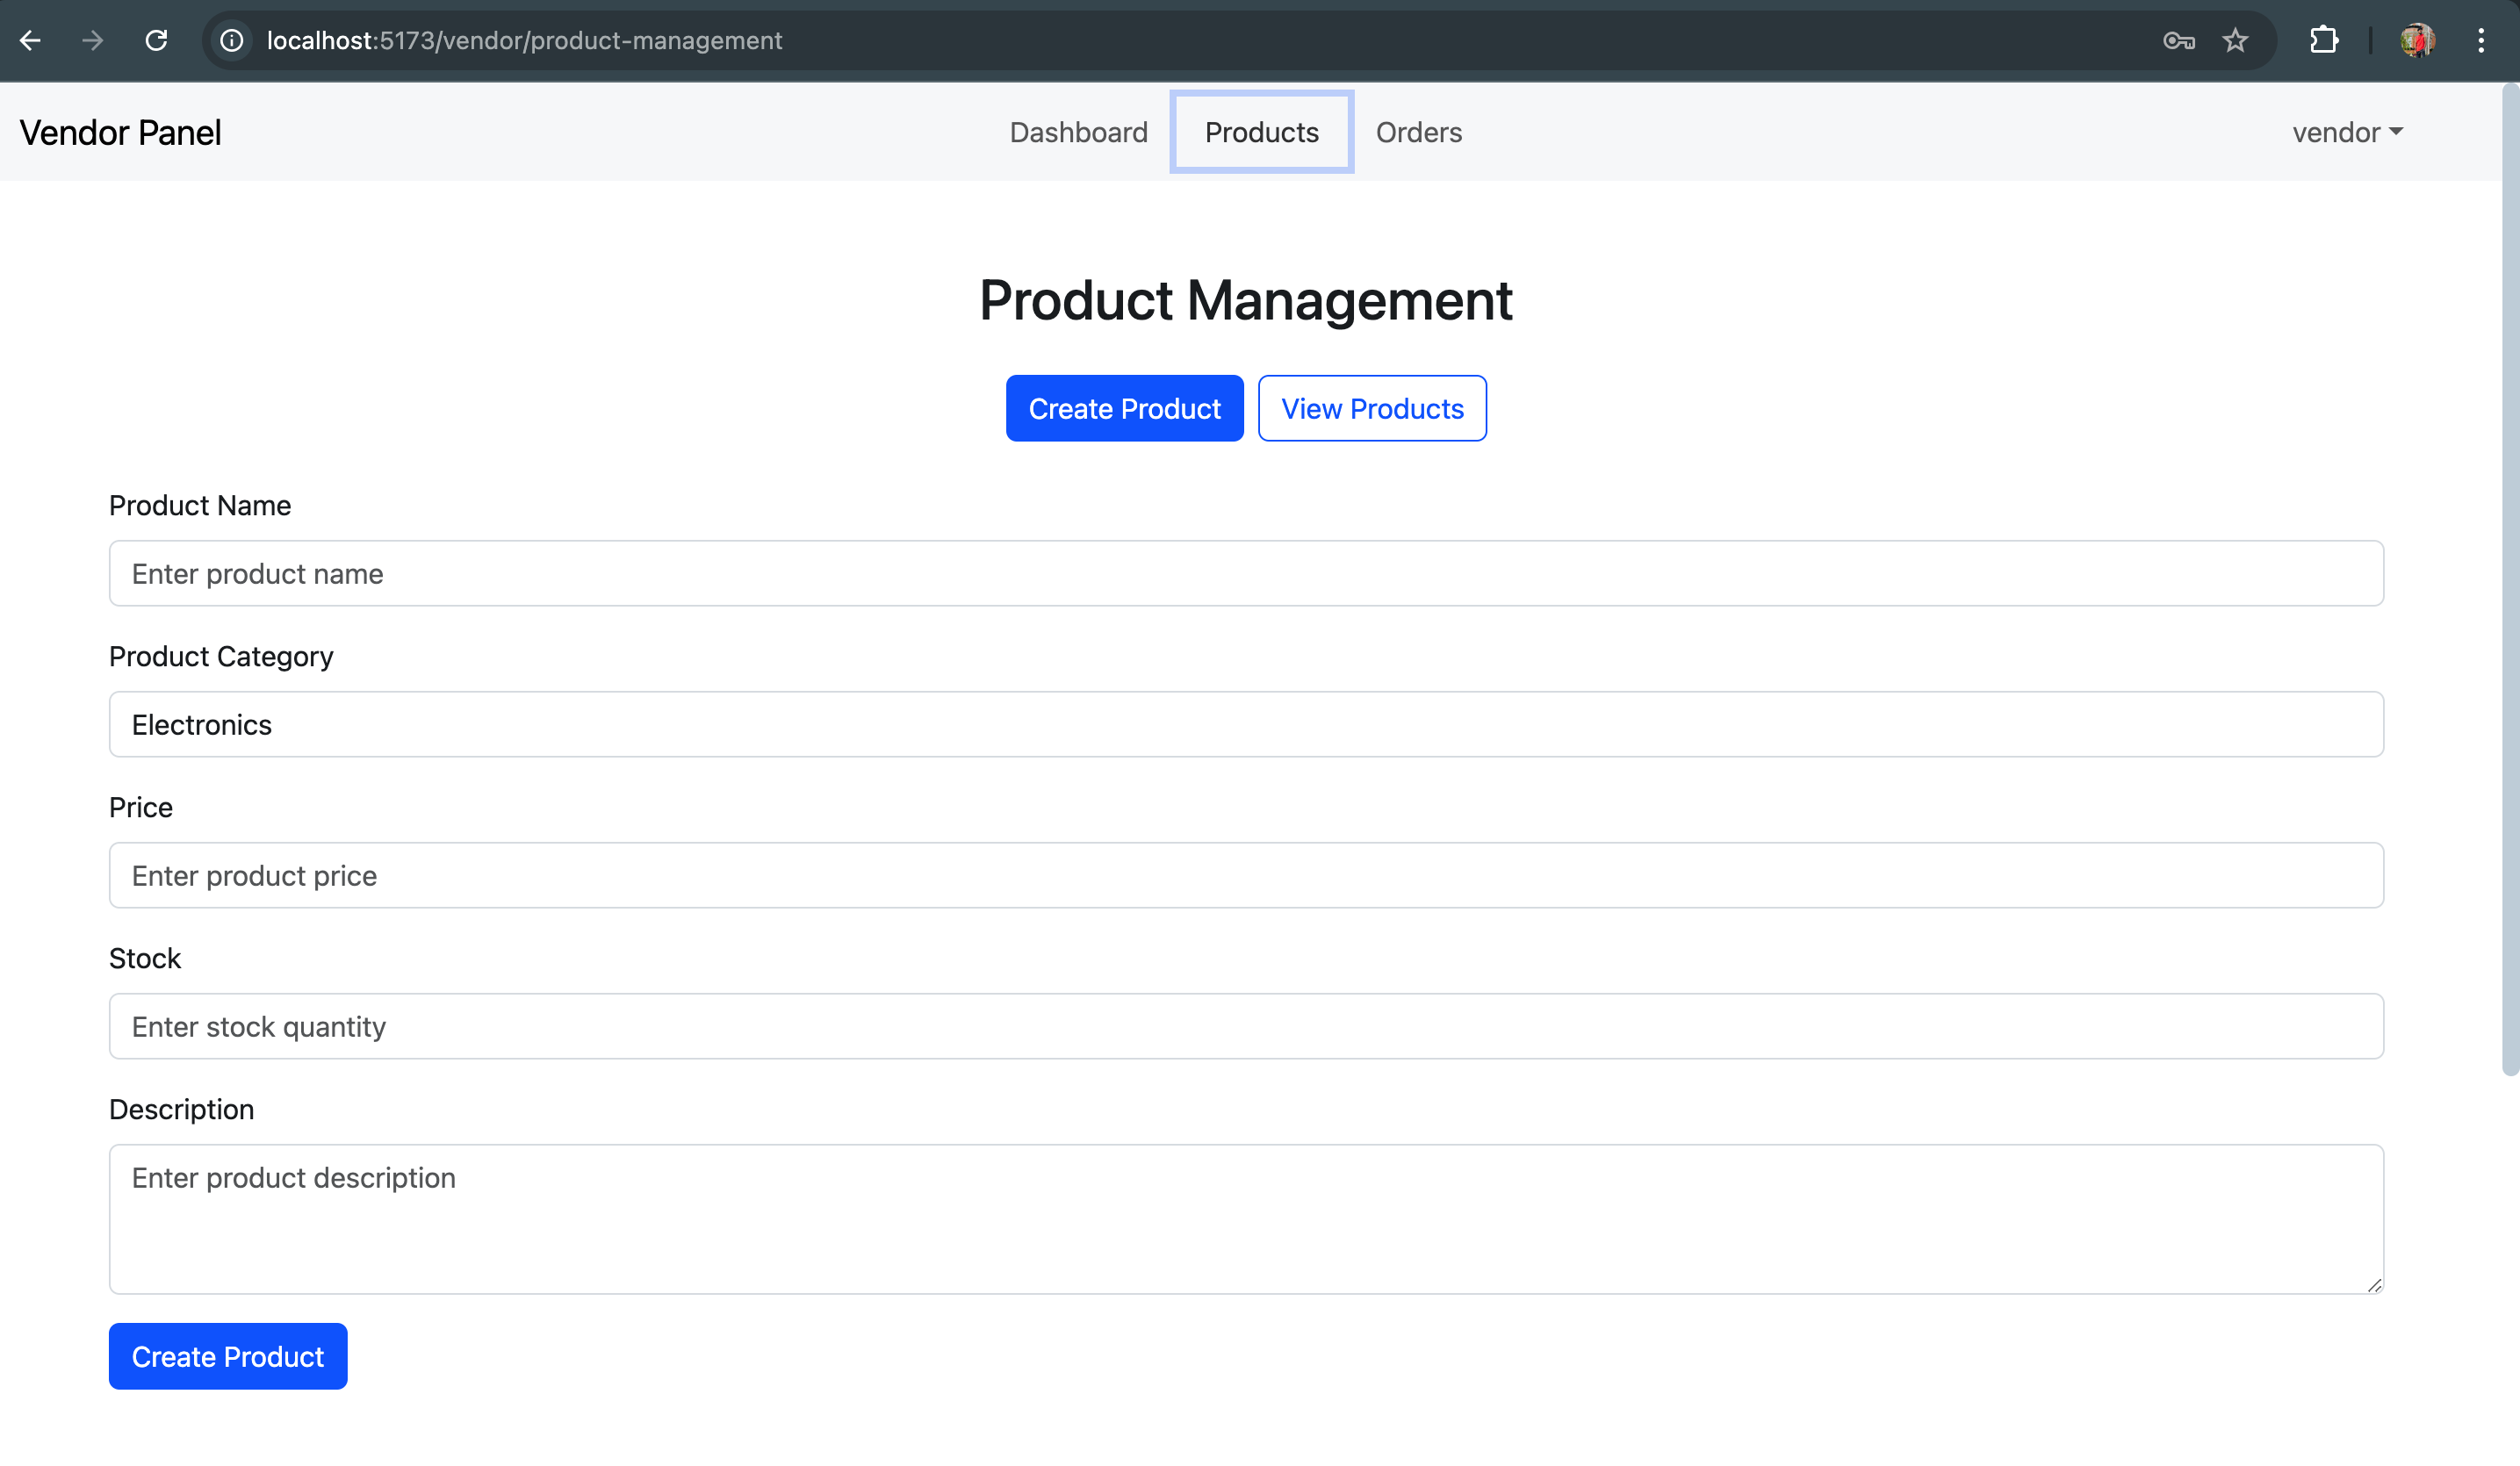 localhost:5173/vendor/product-management
Vendor Panel Dashboard Products Orders vendor
Product Management
Create Product View Products
Product Name
Enter product name
Product Category
Electronics
Price
Enter product price
Stock
Enter stock quantity
Description
Enter product description
Create Product